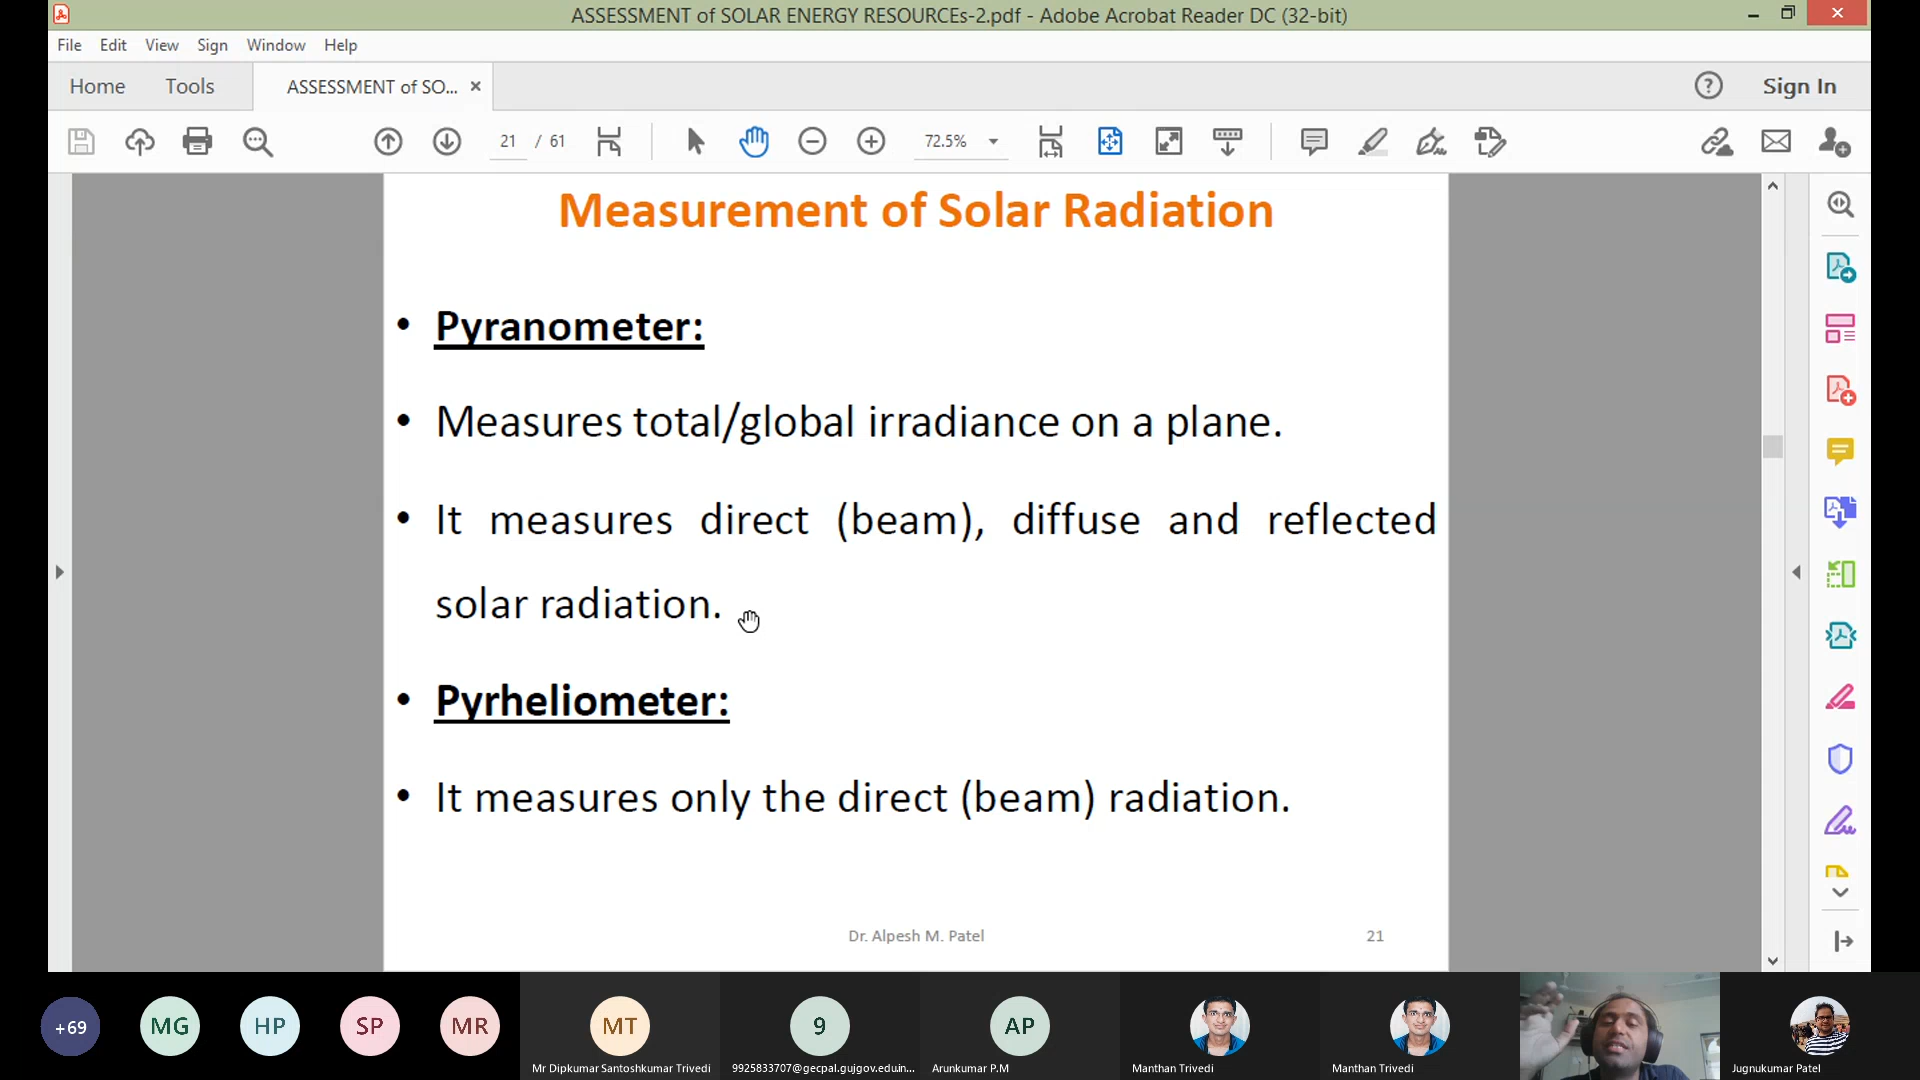 ASSESSMENT of SOLAR ENERGY RESOURCEs-2.pdf - Adobe Acrobat Reader DC (32-bit)
File Edit View Sign Window Help
Home Tools ASSESSMENT of SO... × Sign In
21 / 61 72.5%
Measurement of Solar Radiation
• Pyranometer:
• Measures total/global irradiance on a plane.
• It measures direct (beam), diffuse and reflected
solar radiation.
• Pyrheliometer:
• It measures only the direct (beam) radiation.
Dr. Alpesh M. Patel 21
+69 MG HP SP MR MT 9 AP
Mr Dipkumar Santoshkumar Trivedi 9925833707@gecpal.gujgov.edu.in... Arunkumar P.M Manthan Trivedi Manthan Trivedi Jugnukumar Patel